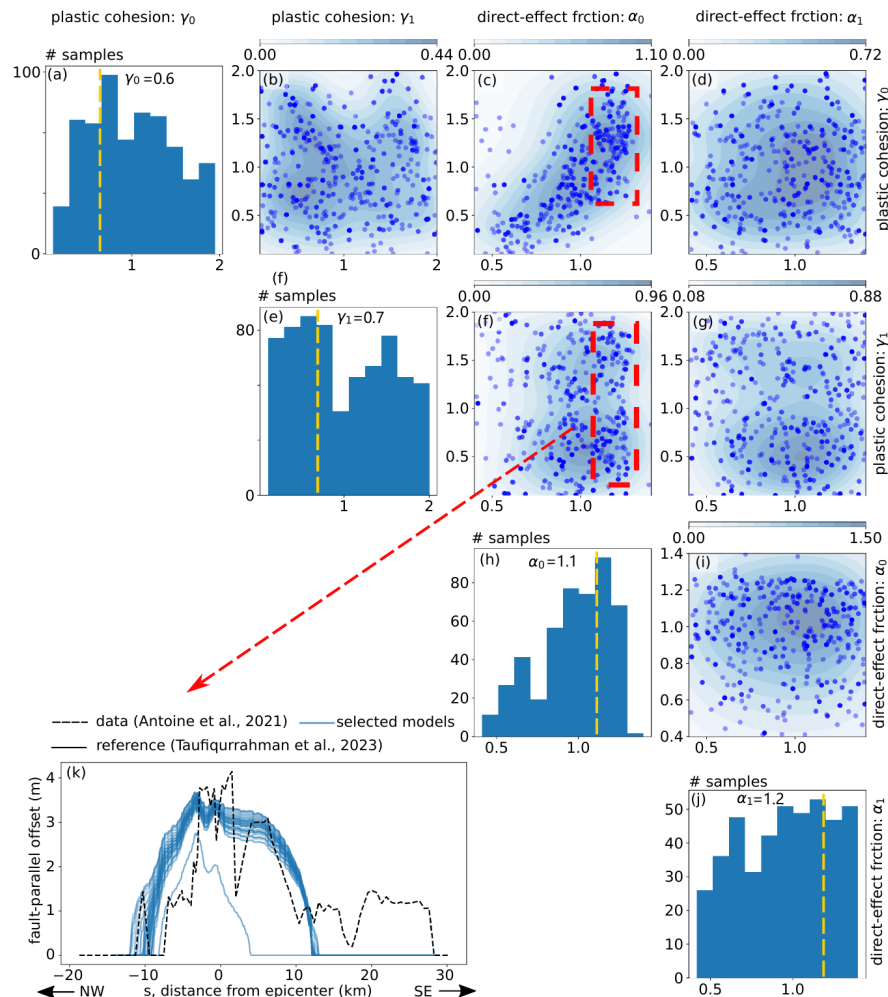 plastic cohesion: γ0 plastic cohesion: γ1 direct-effect frction: α0 direct-effect frction: α1
0.00 0.44 0.00 1.10 0.00 0.72
# samples
(a) γ0=0.6
100
0
1 2
(b)
2.0
1.5
1.0
0.5
1 2
(c)
2.0
1.5
1.0
0.5
0.5 1.0
(d)
2.0
1.5
1.0
0.5
0.5 1.0
plastic cohesion: γ0
(f)
# samples
(e) γ1=0.7
80
0
1 2
0.00 0.96 0.08 0.88
(f)
2.0
1.5
1.0
0.5
0.5 1.0
(g)
2.0
1.5
1.0
0.5
0.5 1.0
plastic cohesion: γ1
# samples
(h)
α0=1.1
80
60
40
20
0
0.5 1.0
0.00 1.50
(i)
1.4
1.2
1.0
0.8
0.6
0.4
0.5 1.0
direct-effect frction: α0
data (Antoine et al., 2021) selected models
reference (Taufiqurrahman et al., 2023)
(k)
fault-parallel offset (m)
4
3
2
1
0
−20 −10 0 10 20 30
NW s, distance from epicenter (km) SE
# samples
(j) α1=1.2
50
40
30
20
10
0
0.5 1.0
direct-effect frction: α1